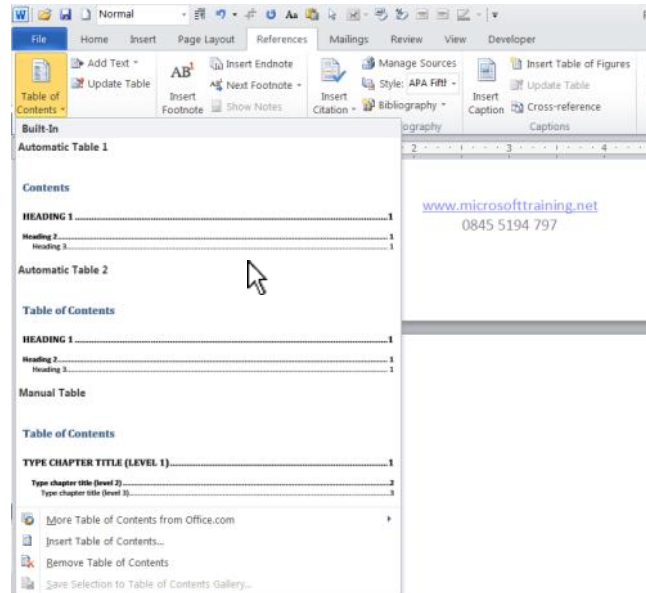 Normal
File Home Insert Page Layout References Mailings Review View Developer
Table of Contents
Add Text
Update Table
AB1
Insert Footnote
Insert Endnote
Next Footnote
Show Notes
Insert Citation
Manage Sources
Style: APA Fifth
Bibliography
ography
Insert Caption
Insert Table of Figures
Update Table
Cross-reference
Captions
Built-In
Automatic Table 1
Contents
HEADING 1 ........ 1
Heading 2 ........ 1
Heading 3 ........ 1
Automatic Table 2
Table of Contents
HEADING 1 ........ 1
Heading 2 ........ 1
Heading 3 ........ 1
Manual Table
Table of Contents
TYPE CHAPTER TITLE (LEVEL 1) ........ 1
Type chapter title (level 2) ........ 2
Type chapter title (level 3) ........ 3
More Table of Contents from Office.com
Insert Table of Contents...
Remove Table of Contents
Save Selection to Table of Contents Gallery...
2 3 4
www.microsofttraining.net
0845 5194 797